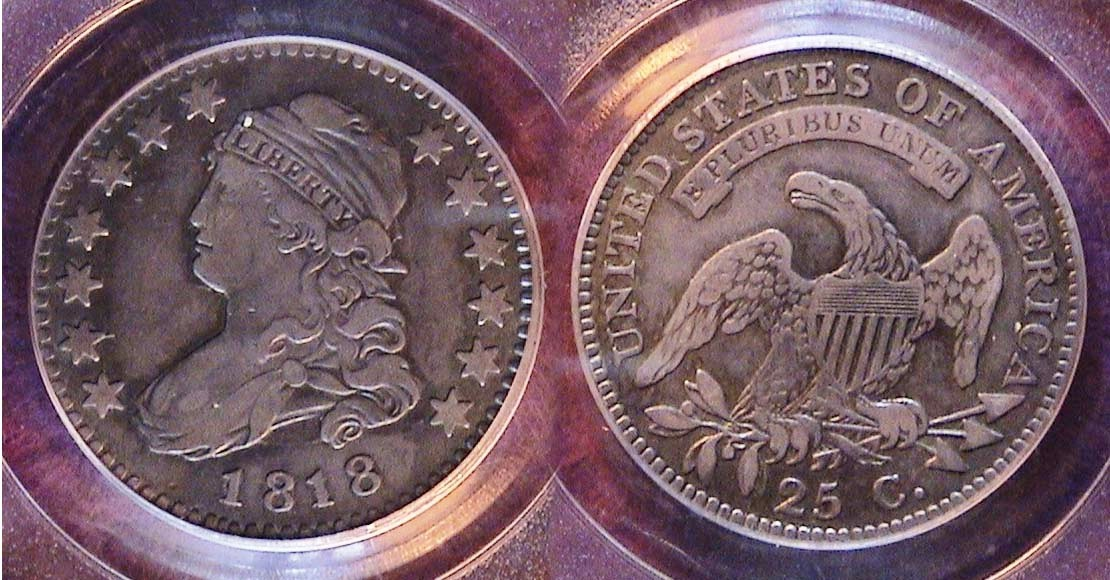 LIBERTY
1818
UNITED STATES OF AMERICA
E PLURIBUS UNUM
25 C.